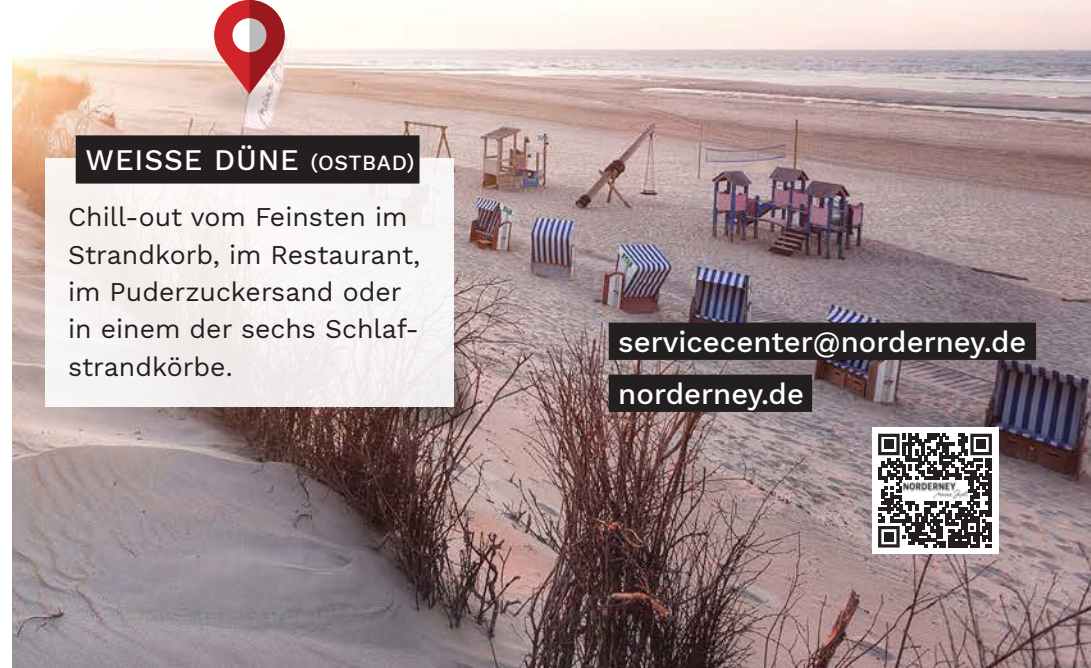 WEISSE DÜNE (OSTBAD)
Chill-out vom Feinsten im
Strandkorb, im Restaurant,
im Puderzuckersand oder
in einem der sechs Schlaf-
strandkörbe.
servicecenter@norderney.de
norderney.de
NORDERNEY